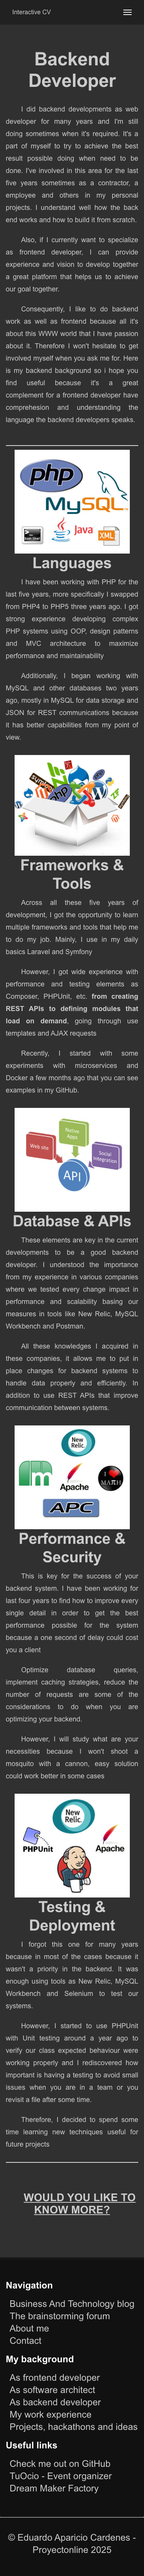 Interactive CV
Backend
Developer
I did backend developments as web
developer for many years and I'm still
doing sometimes when it's required. It's a
part of myself to try to achieve the best
result possible doing when need to be
done. I've involved in this area for the last
five years sometimes as a contractor, a
employee and others in my personal
projects. I understand well how the back
end works and how to build it from scratch.
Also, if I currently want to specialize
as frontend developer, I can provide
experience and vision to develop together
a great platform that helps us to achieve
our goal together.
Consequently, I like to do backend
work as well as frontend because all it's
about this WWW world that I have passion
about it. Therefore I won't hesitate to get
involved myself when you ask me for. Here
is my backend background so i hope you
find useful because it's a great
complement for a frontend developer have
comprehesion and understanding the
language the backend developers speaks.
php
MySQL
Java
XML
Languages
I have been working with PHP for the
last five years, more specifically I swapped
from PHP4 to PHP5 three years ago. I got
strong experience developing complex
PHP systems using OOP, design patterns
and MVC architecture to maximize
performance and maintainability
Additionally, I began working with
MySQL and other databases two years
ago, mostly in MySQL for data storage and
JSON for REST communications because
it has better capabilities from my point of
view.
Frameworks &
Tools
Across all these five years of
development, I got the opportunity to learn
multiple frameworks and tools that help me
to do my job. Mainly, I use in my daily
basics Laravel and Symfony
However, I got wide experience with
performance and testing elements as
Composer, PHPUnit, etc. from creating
REST APIs to defining modules that
load on demand, going through use
templates and AJAX requests
Recently, I started with some
experiments with microservices and
Docker a few months ago that you can see
examples in my GitHub.
Web site
Native
Apps
Social
integration
API
Database & APIs
These elements are key in the current
developments to be a good backend
developer. I understood the importance
from my experience in various companies
where we tested every change impact in
performance and scalability basing our
measures in tools like New Relic, MySQL
Workbench and Postman.
All these knowledges I acquired in
these companies, it allows me to put in
place changes for backend systems to
handle data properly and efficiently. In
addition to use REST APIs that improve
communication between systems.
New
Relic.
Apache
I
MATH
APC
Performance &
Security
This is key for the success of your
backend system. I have been working for
last four years to find how to improve every
single detail in order to get the best
performance possible for the system
because a one second of delay could cost
you a client
Optimize database queries,
implement caching strategies, reduce the
number of requests are some of the
considerations to do when you are
optimizing your backend.
However, I will study what are your
necessities because I won't shoot a
mosquito with a cannon, easy solution
could work better in some cases
New
Relic.
PHPUnit
Apache
Testing &
Deployment
I forgot this one for many years
because in most of the cases because it
wasn't a priority in the backend. It was
enough using tools as New Relic, MySQL
Workbench and Selenium to test our
systems.
However, I started to use PHPUnit
with Unit testing around a year ago to
verify our class expected behaviour were
working properly and I rediscovered how
important is having a testing to avoid small
issues when you are in a team or you
revisit a file after some time.
Therefore, I decided to spend some
time learning new techniques useful for
future projects
WOULD YOU LIKE TO
KNOW MORE?
Navigation
Business And Technology blog
The brainstorming forum
About me
Contact
My background
As frontend developer
As software architect
As backend developer
My work experience
Projects, hackathons and ideas
Useful links
Check me out on GitHub
TuOcio - Event organizer
Dream Maker Factory
© Eduardo Aparicio Cardenes -
Proyectonline 2025